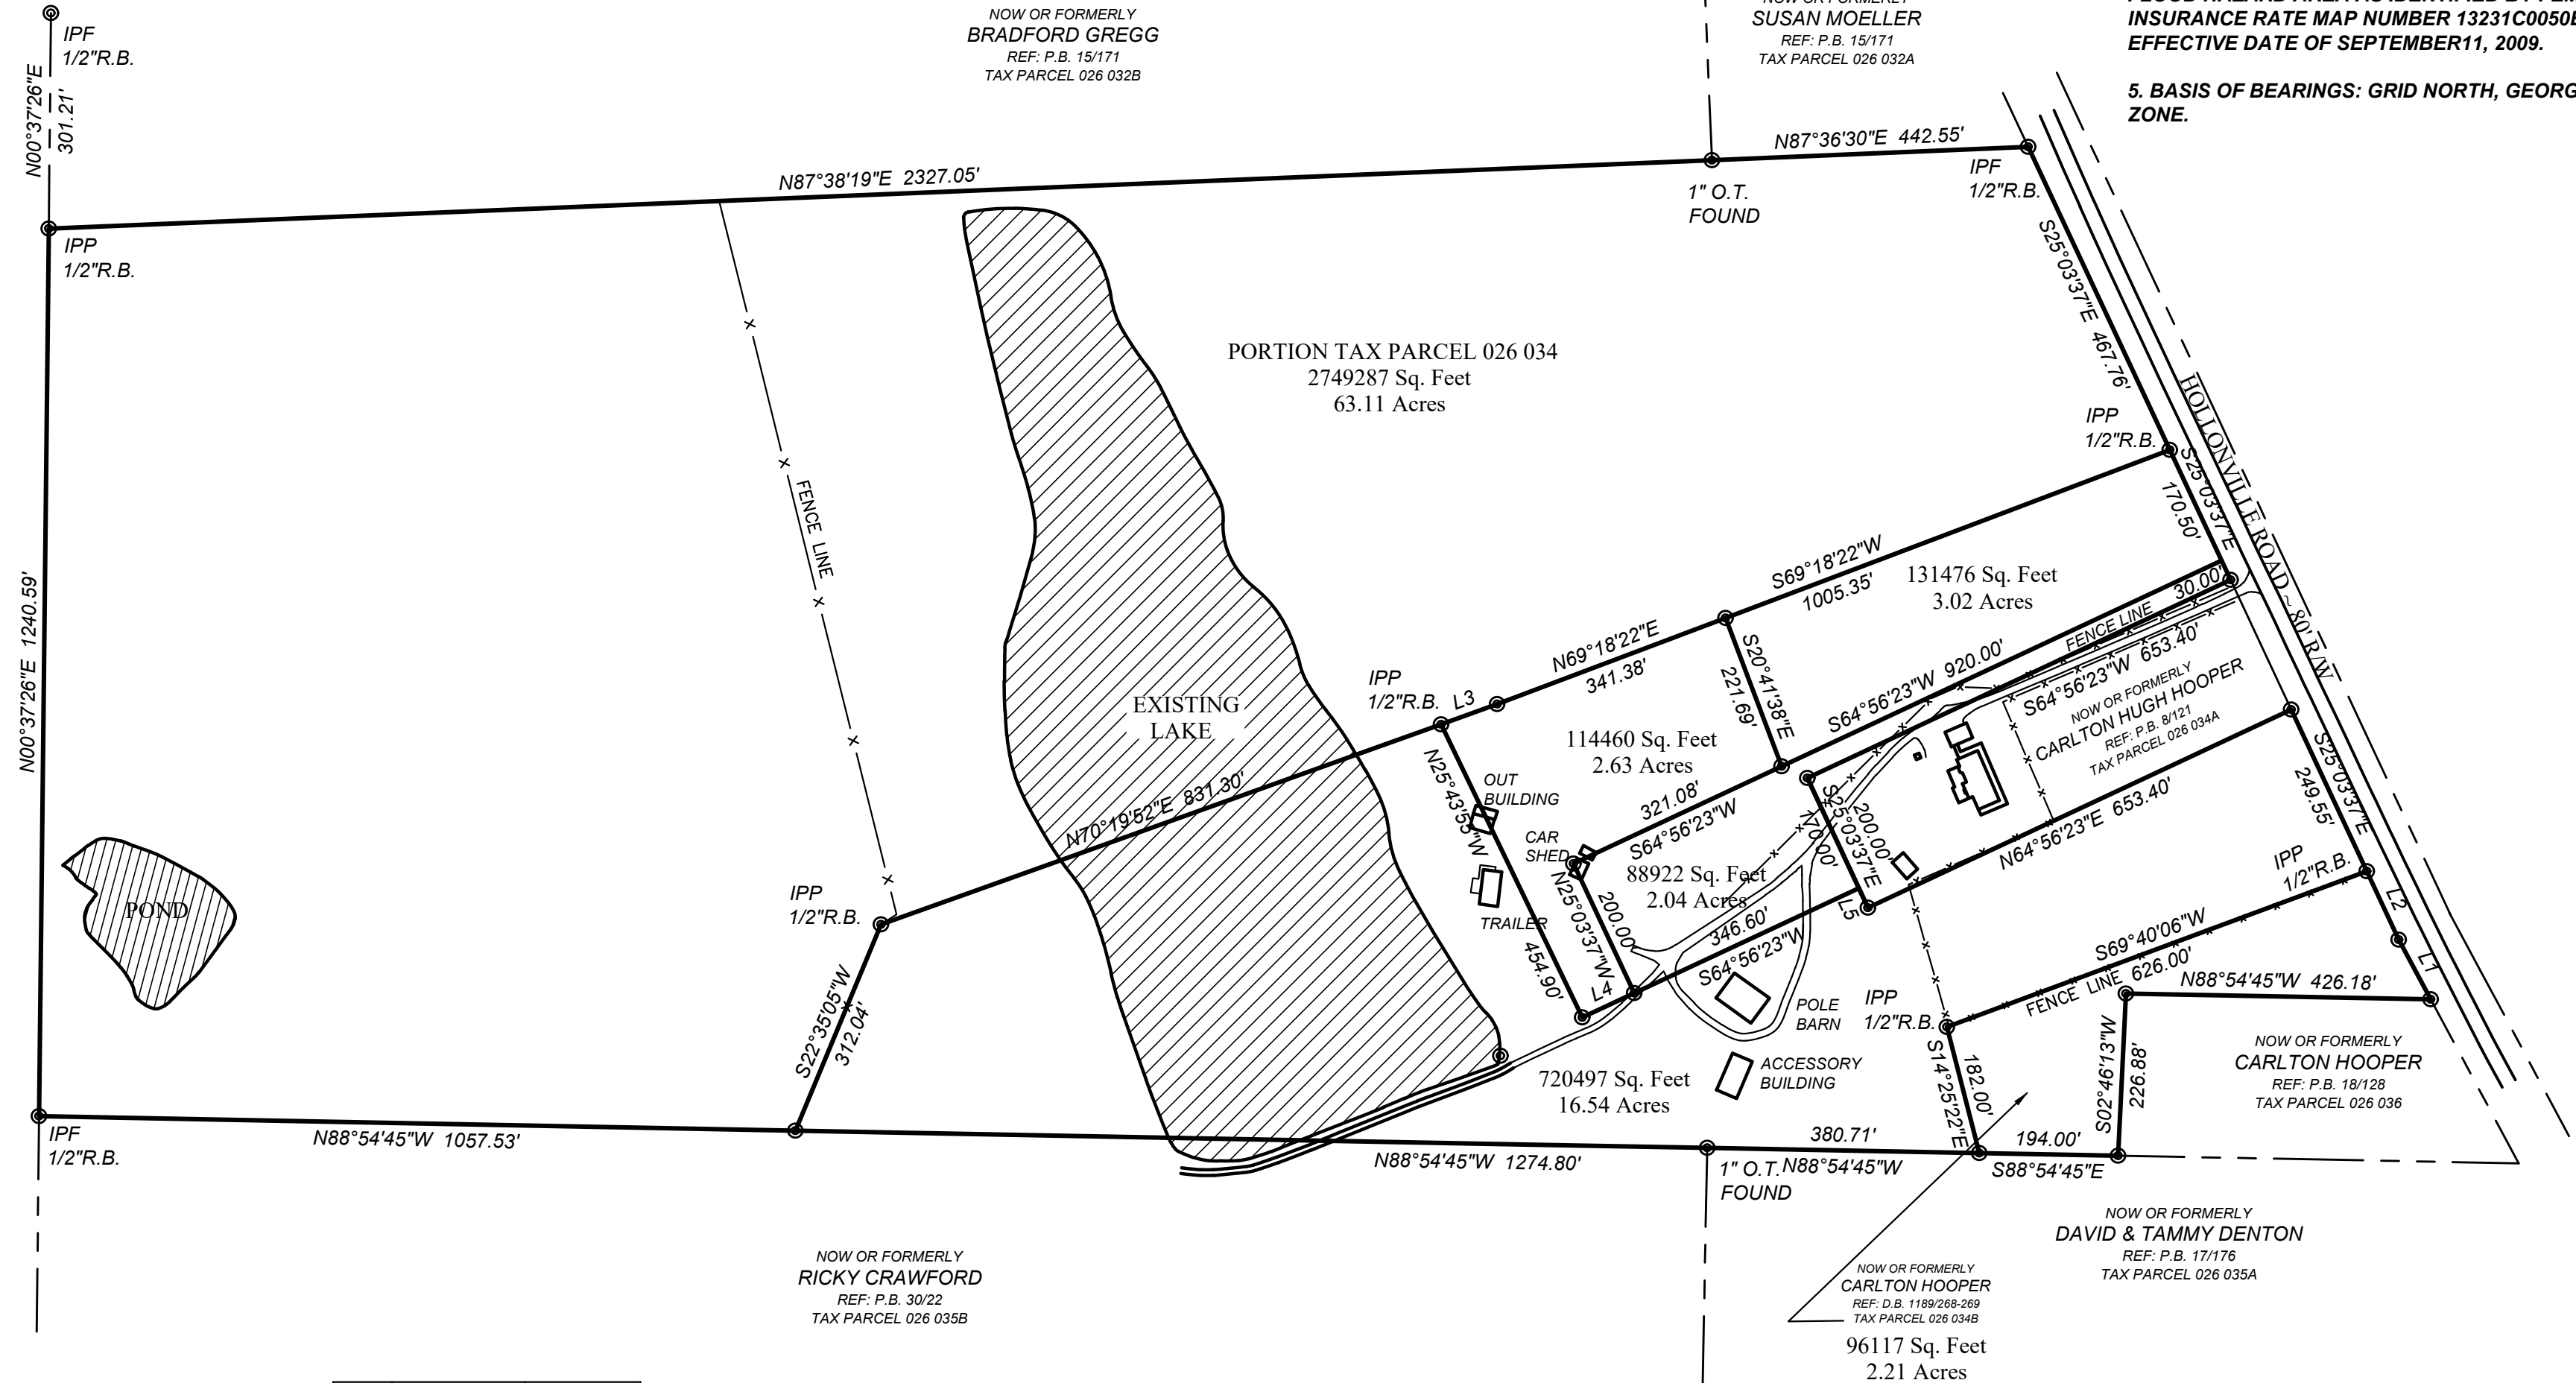 IPF
1/2"R.B.
N00°37'26"E
301.21'
NOW OR FORMERLY
BRADFORD GREGG
REF: P.B. 15/171
TAX PARCEL 026 032B
SUSAN MOELLER
REF: P.B. 15/171
TAX PARCEL 026 032A
INSURANCE RATE MAP NUMBER 13231C0050
EFFECTIVE DATE OF SEPTEMBER11, 2009.
5. BASIS OF BEARINGS: GRID NORTH, GEORG
ZONE.
N87°36'30"E 442.55'
N87°38'19"E 2327.05'
1" O.T.
FOUND
IPF
1/2"R.B.
IPP
1/2"R.B.
S25°03'37"E 467.76'
PORTION TAX PARCEL 026 034
2749287 Sq. Feet
63.11 Acres
HOLLONVILLE ROAD ~ 80' R/W
IPP
1/2"R.B.
S25°03'37"E
170.50'
FENCE LINE
N00°37'26"E 1240.59'
S69°18'22"W
1005.35'
131476 Sq. Feet
3.02 Acres
30.00'
FENCE LINE
S64°56'23"W 653.40'
NOW OR FORMERLY
CARLTON HUGH HOOPER
REF: P.B. 8/121
TAX PARCEL 026 034A
N69°18'22"E
341.38'
S20°41'38"E
221.69'
S64°56'23"W 920.00'
IPP
1/2"R.B.
L3
EXISTING
LAKE
114460 Sq. Feet
2.63 Acres
N25°43'55"W
454.90'
OUT
BUILDING
N70°19'52"E 831.30'
321.08'
S64°56'23"W
CAR
SHED
S25°03'37"E
200.00'
170.00'
N64°56'23"E 653.40'
S25°03'37"E
249.55'
88922 Sq. Feet
2.04 Acres
TRAILER
N25°03'37"W
200.00'
IPP
1/2"R.B.
L5
346.60'
S64°56'23"W
L2
L1
L4
POND
IPP
1/2"R.B.
S69°40'06"W
626.00'
FENCE LINE
N88°54'45"W 426.18'
S22°35'05"W
312.04'
POLE
BARN
IPP
1/2"R.B.
ACCESSORY
BUILDING
720497 Sq. Feet
16.54 Acres
S14°25'22"E
182.00'
S02°46'13"W
226.88'
NOW OR FORMERLY
CARLTON HOOPER
REF: P.B. 18/128
TAX PARCEL 026 036
IPF
1/2"R.B.
N88°54'45"W 1057.53'
N88°54'45"W 1274.80'
1" O.T.
FOUND
380.71'
N88°54'45"W
194.00'
S88°54'45"E
NOW OR FORMERLY
DAVID & TAMMY DENTON
REF: P.B. 17/176
TAX PARCEL 026 035A
NOW OR FORMERLY
RICKY CRAWFORD
REF: P.B. 30/22
TAX PARCEL 026 035B
NOW OR FORMERLY
CARLTON HOOPER
REF: D.B. 1189/268-269
TAX PARCEL 026 034B
96117 Sq. Feet
2.21 Acres